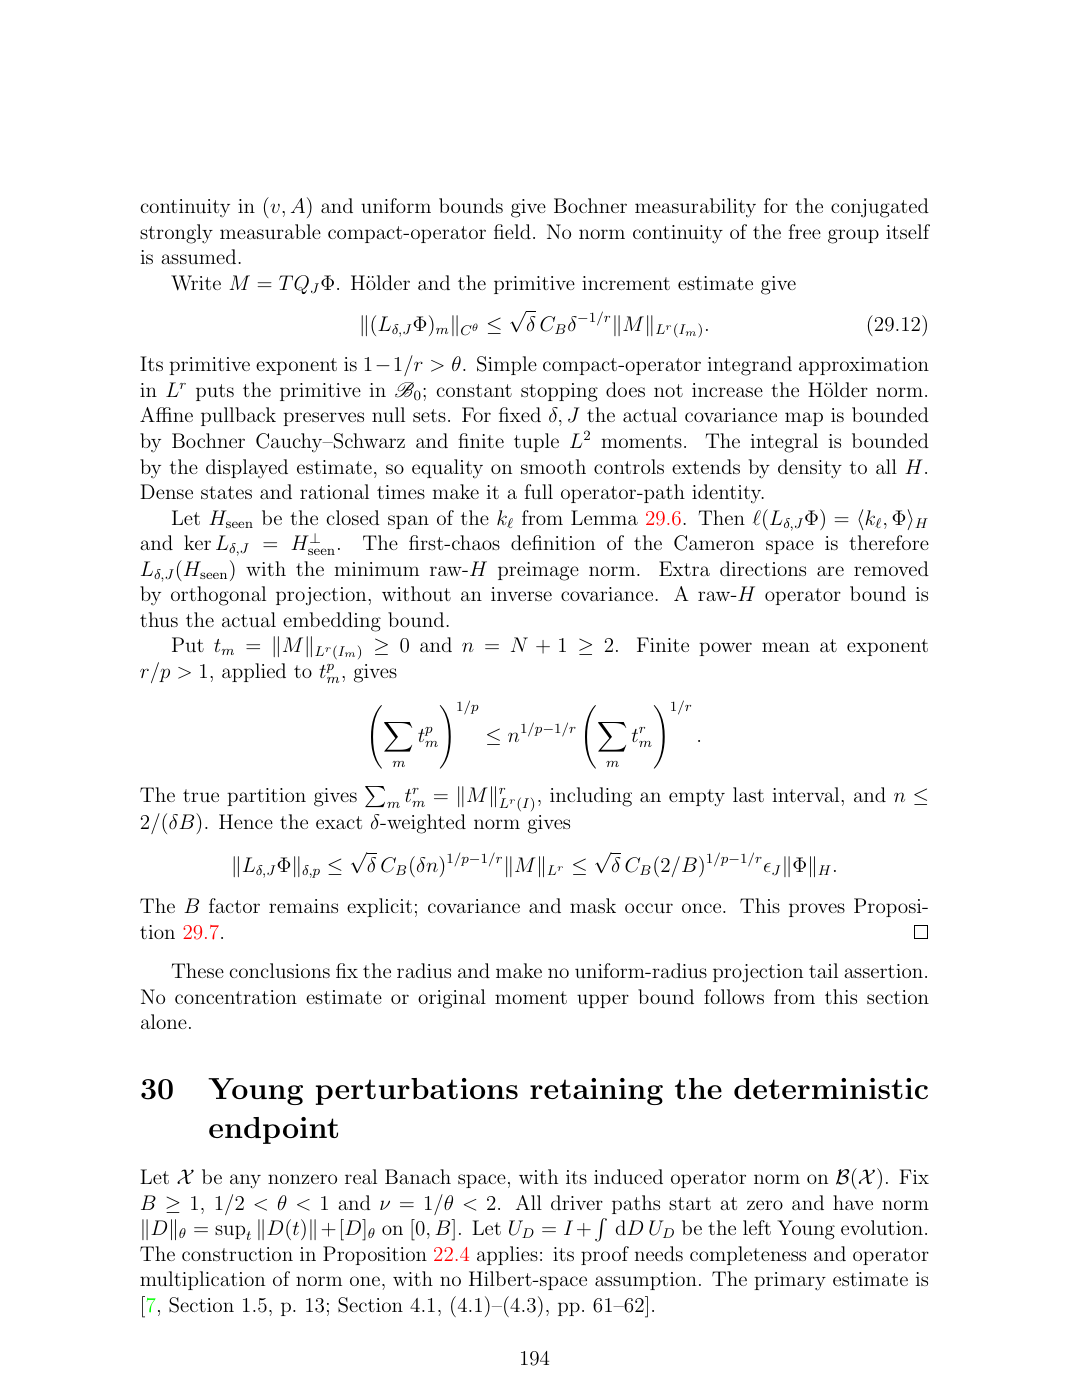 continuity in (v, A) and uniform bounds give Bochner measurability for the conjugated
strongly measurable compact-operator field. No norm continuity of the free group itself
is assumed.
Write M = TQ_JΦ. Hölder and the primitive increment estimate give
‖(L_{δ,J}Φ)_m‖_{C^θ} ≤ √δ C_B δ^{−1/r}‖M‖_{L^r(I_m)}. (29.12)
Its primitive exponent is 1−1/r > θ. Simple compact-operator integrand approximation
in L^r puts the primitive in ℬ_0; constant stopping does not increase the Hölder norm.
Affine pullback preserves null sets. For fixed δ, J the actual covariance map is bounded
by Bochner Cauchy–Schwarz and finite tuple L^2 moments. The integral is bounded
by the displayed estimate, so equality on smooth controls extends by density to all H.
Dense states and rational times make it a full operator-path identity.
Let H_seen be the closed span of the k_ℓ from Lemma 29.6. Then ℓ(L_{δ,J}Φ) = ⟨k_ℓ, Φ⟩_H
and ker L_{δ,J} = H_seen^⊥. The first-chaos definition of the Cameron space is therefore
L_{δ,J}(H_seen) with the minimum raw-H preimage norm. Extra directions are removed
by orthogonal projection, without an inverse covariance. A raw-H operator bound is
thus the actual embedding bound.
Put t_m = ‖M‖_{L^r(I_m)} ≥ 0 and n = N + 1 ≥ 2. Finite power mean at exponent
r/p > 1, applied to t_m^p, gives
(∑_m t_m^p)^{1/p} ≤ n^{1/p−1/r} (∑_m t_m^r)^{1/r}.
The true partition gives ∑_m t_m^r = ‖M‖_{L^r(I)}^r, including an empty last interval, and n ≤
2/(δB). Hence the exact δ-weighted norm gives
‖L_{δ,J}Φ‖_{δ,p} ≤ √δ C_B(δn)^{1/p−1/r}‖M‖_{L^r} ≤ √δ C_B(2/B)^{1/p−1/r}ϵ_J‖Φ‖_H.
The B factor remains explicit; covariance and mask occur once. This proves Proposi-
tion 29.7. □
These conclusions fix the radius and make no uniform-radius projection tail assertion.
No concentration estimate or original moment upper bound follows from this section
alone.
30 Young perturbations retaining the deterministic
endpoint
Let 𝒳 be any nonzero real Banach space, with its induced operator norm on ℬ(𝒳). Fix
B ≥ 1, 1/2 < θ < 1 and ν = 1/θ < 2. All driver paths start at zero and have norm
‖D‖_θ = sup_t ‖D(t)‖+[D]_θ on [0, B]. Let U_D = I+∫ dD U_D be the left Young evolution.
The construction in Proposition 22.4 applies: its proof needs completeness and operator
multiplication of norm one, with no Hilbert-space assumption. The primary estimate is
[7, Section 1.5, p. 13; Section 4.1, (4.1)–(4.3), pp. 61–62].
194